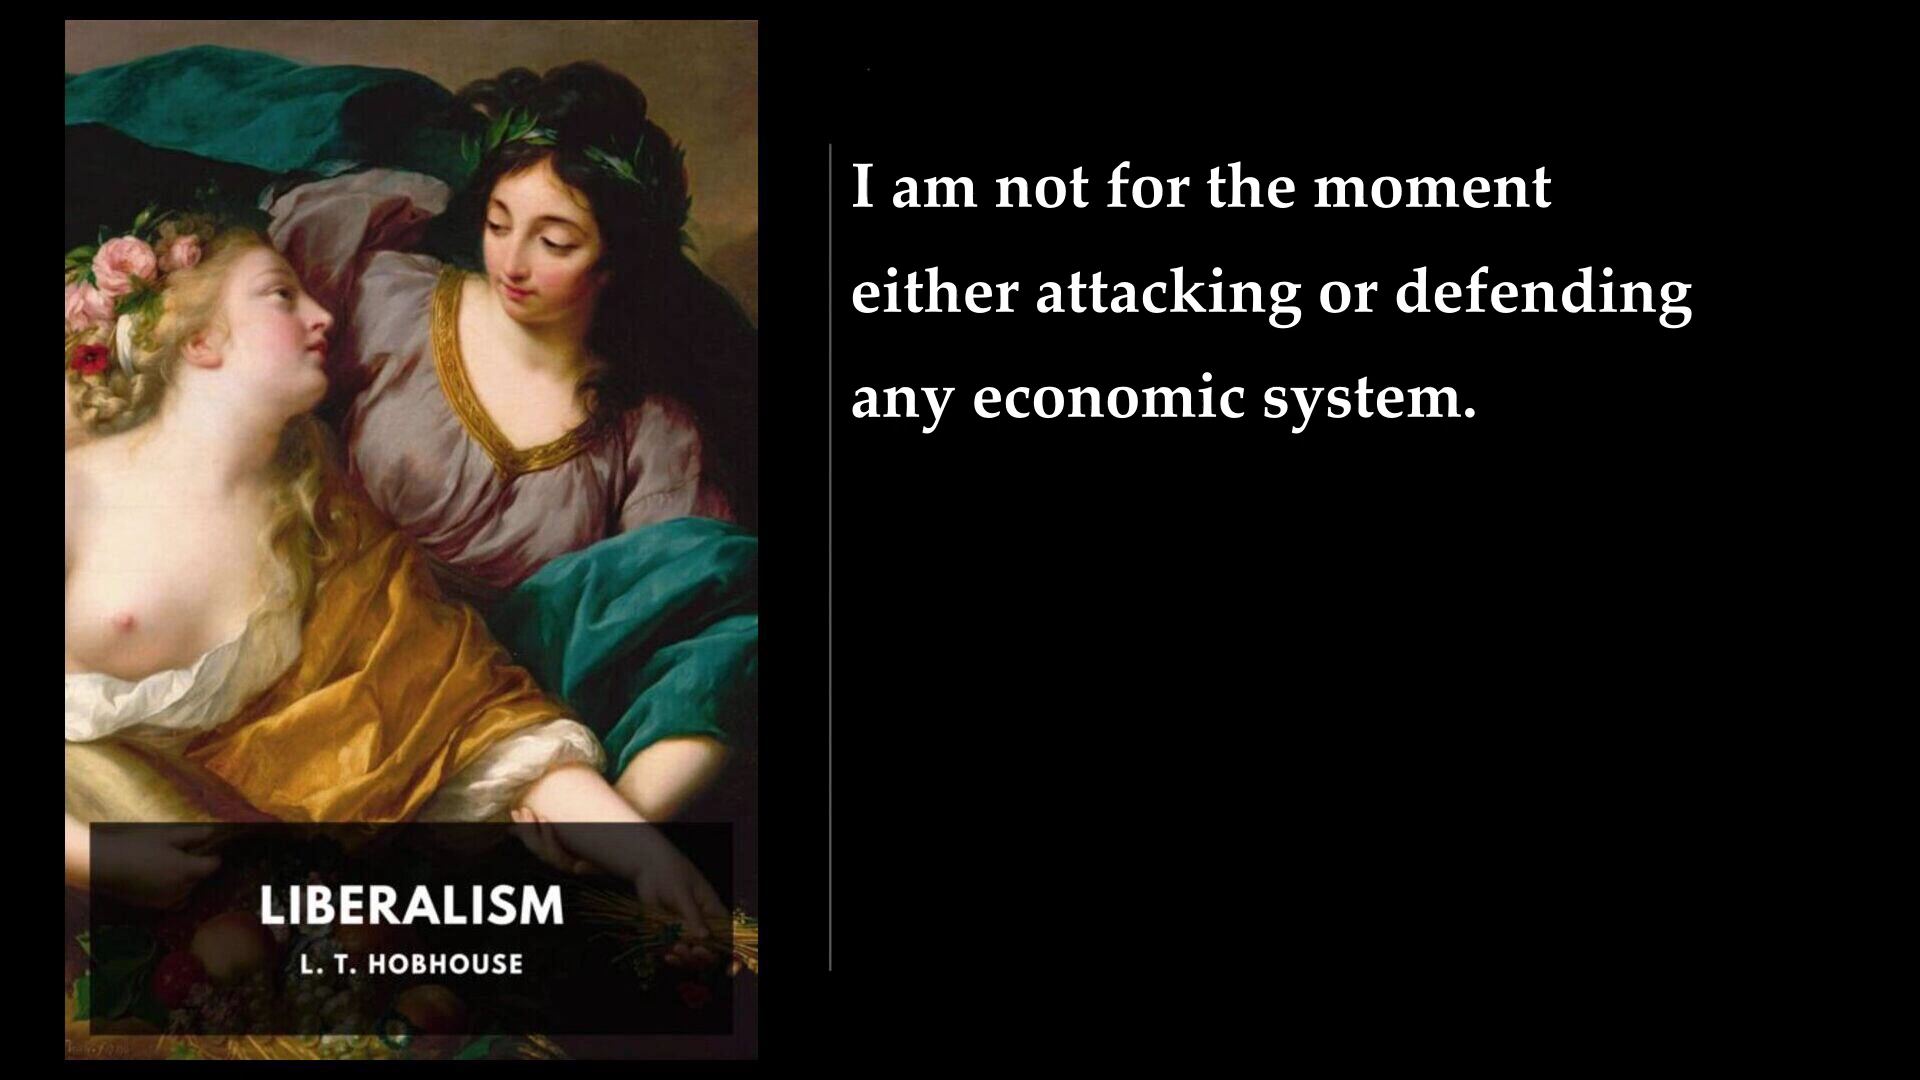 I am not for the moment
either attacking or defending
any economic system.
LIBERALISM
L. T. HOBHOUSE